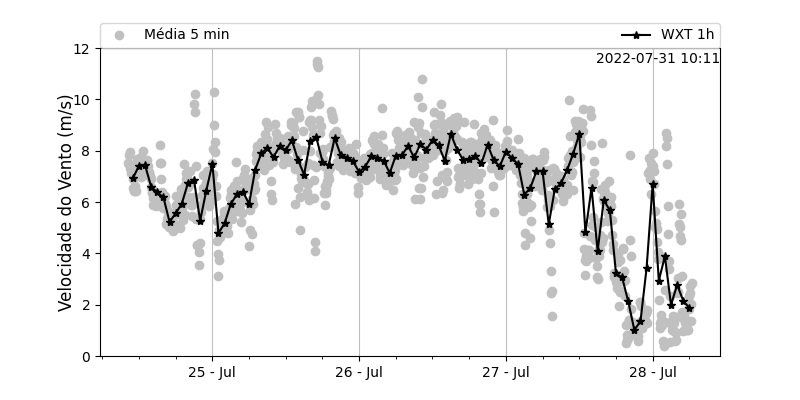 Média 5 min
WXT 1h
2022-07-31 10:11
Velocidade do Vento (m/s)
12
10
8
6
4
2
0
25 - Jul
26 - Jul
27 - Jul
28 - Jul